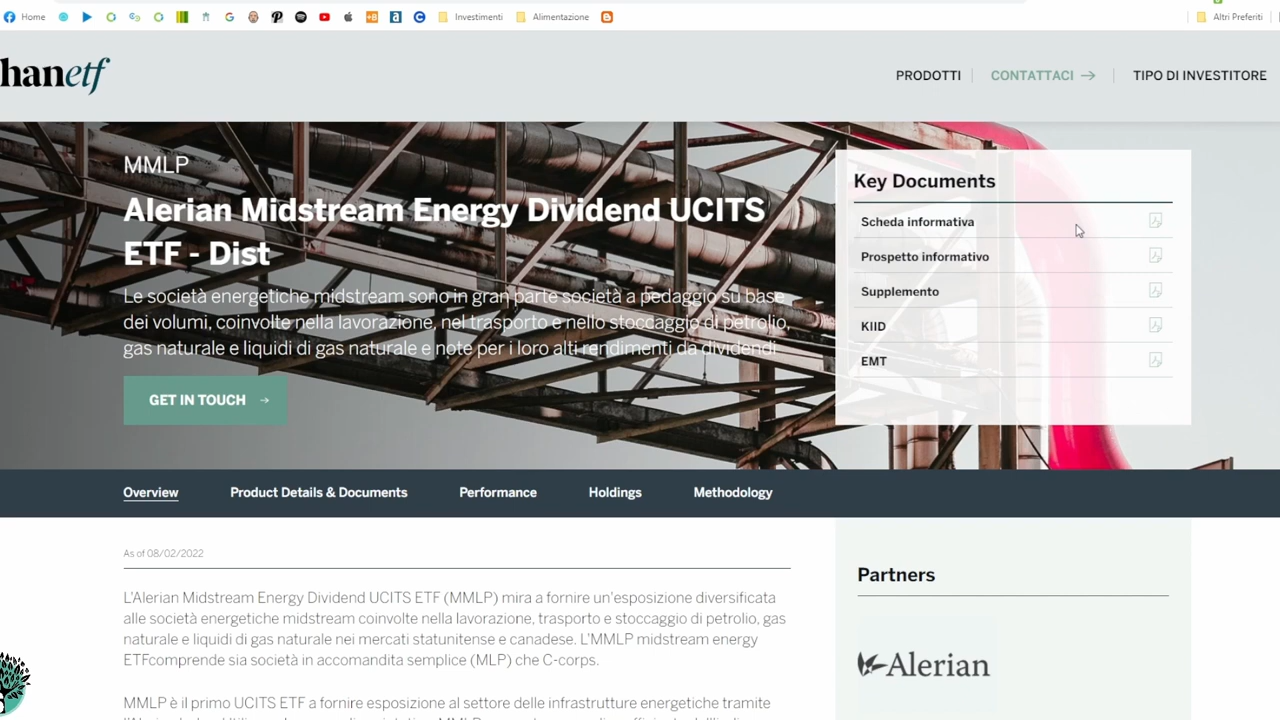 Home
Investimenti
Alimentazione
Altri Preferiti
hanetf
PRODOTTI
CONTATTACI
TIPO DI INVESTITORE
MMLP
Alerian Midstream Energy Dividend UCITS
ETF - Dist
Le società energetiche midstream sono in gran parte società a pedaggio su base
dei volumi, coinvolte nella lavorazione, nel trasporto e nello stoccaggio di petrolio,
gas naturale e liquidi di gas naturale e note per i loro alti rendimenti da dividendi
GET IN TOUCH
Key Documents
Scheda informativa
Prospetto informativo
Supplemento
KIID
EMT
Overview
Product Details & Documents
Performance
Holdings
Methodology
As of 08/02/2022
L'Alerian Midstream Energy Dividend UCITS ETF (MMLP) mira a fornire un'esposizione diversificata
alle società energetiche midstream coinvolte nella lavorazione, trasporto e stoccaggio di petrolio, gas
naturale e liquidi di gas naturale nei mercati statunitense e canadese. L'MMLP midstream energy
ETFcomprende sia società in accomandita semplice (MLP) che C-corps.
MMLP è il primo UCITS ETF a fornire esposizione al settore delle infrastrutture energetiche tramite
Partners
Alerian